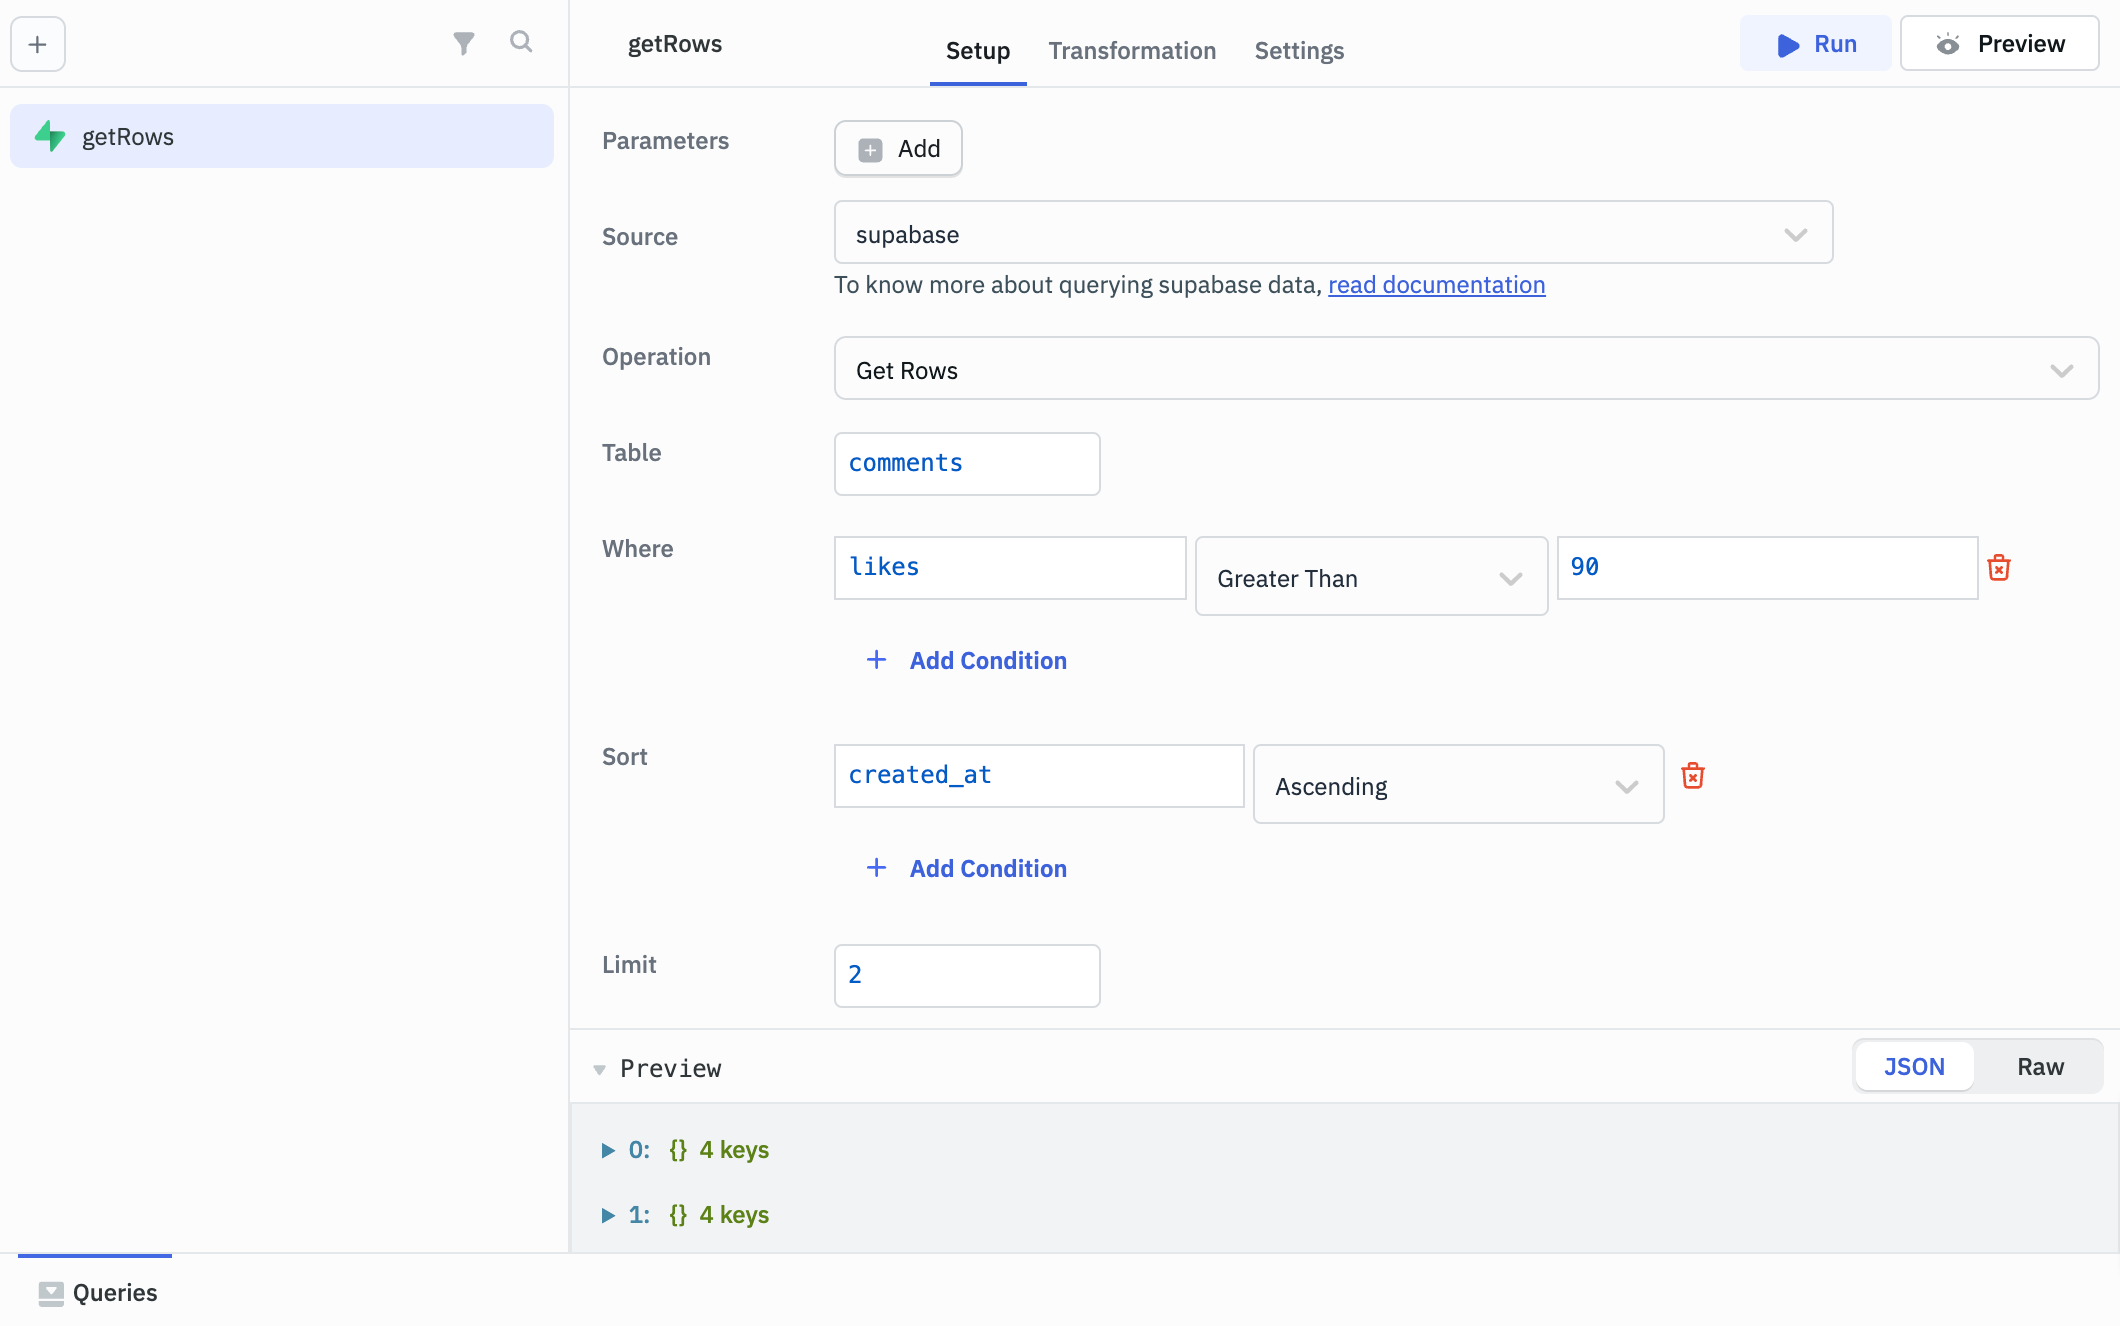 getRows
Setup
Transformation
Settings
Run
Preview
getRows
Parameters
Add
Source
supabase
To know more about querying supabase data, read documentation
Operation
Get Rows
Table
comments
Where
likes
Greater Than
90
Add Condition
Sort
created_at
Ascending
Add Condition
Limit
2
Preview
JSON
Raw
0: {} 4 keys
1: {} 4 keys
Queries